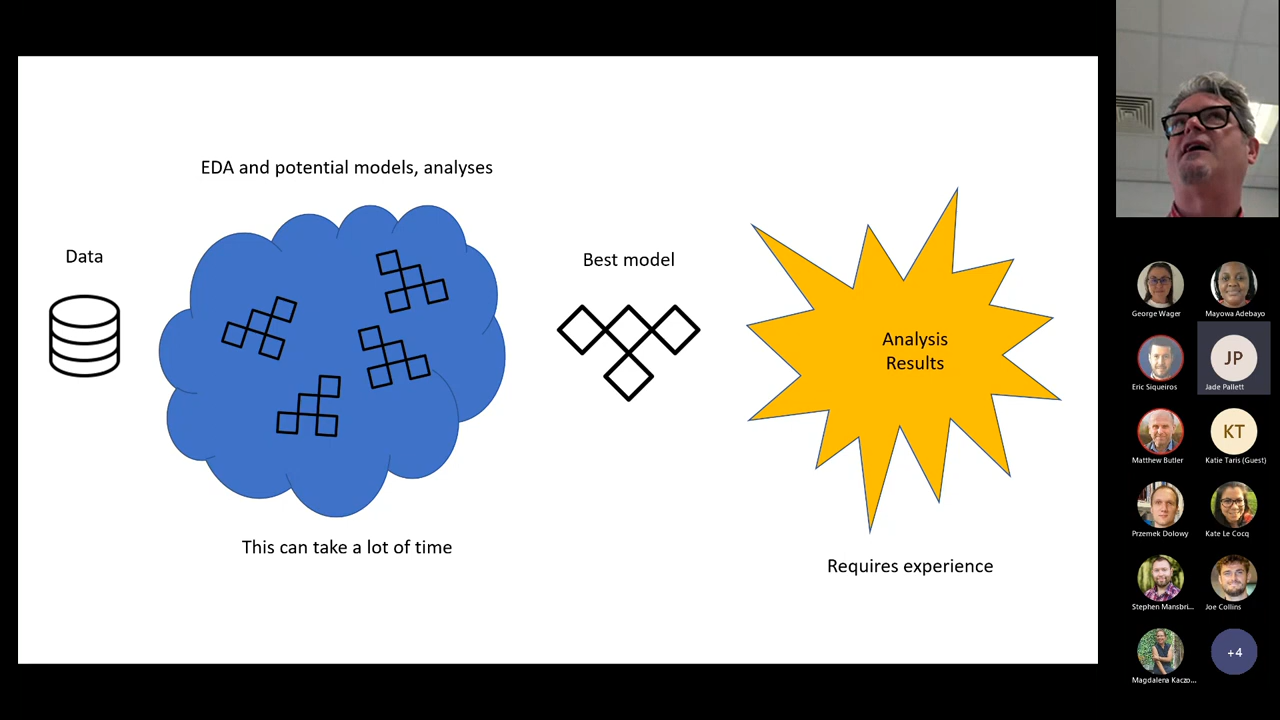 EDA and potential models, analyses
Data
Best model
Analysis
Results
This can take a lot of time
Requires experience
George Wager
Mayowa Adebayo
Eric Siqueiros
JP
Jade Pallett
Matthew Butler
KT
Katie Taris (Guest)
Przemek Dolowy
Kate Le Cocq
Stephen Mansbri...
Joe Collins
Magdalena Kaczo...
+4